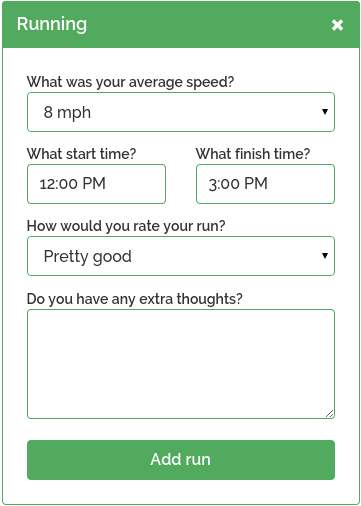 Running
What was your average speed?
8 mph
What start time? What finish time?
12:00 PM 3:00 PM
How would you rate your run?
Pretty good
Do you have any extra thoughts?
Add run